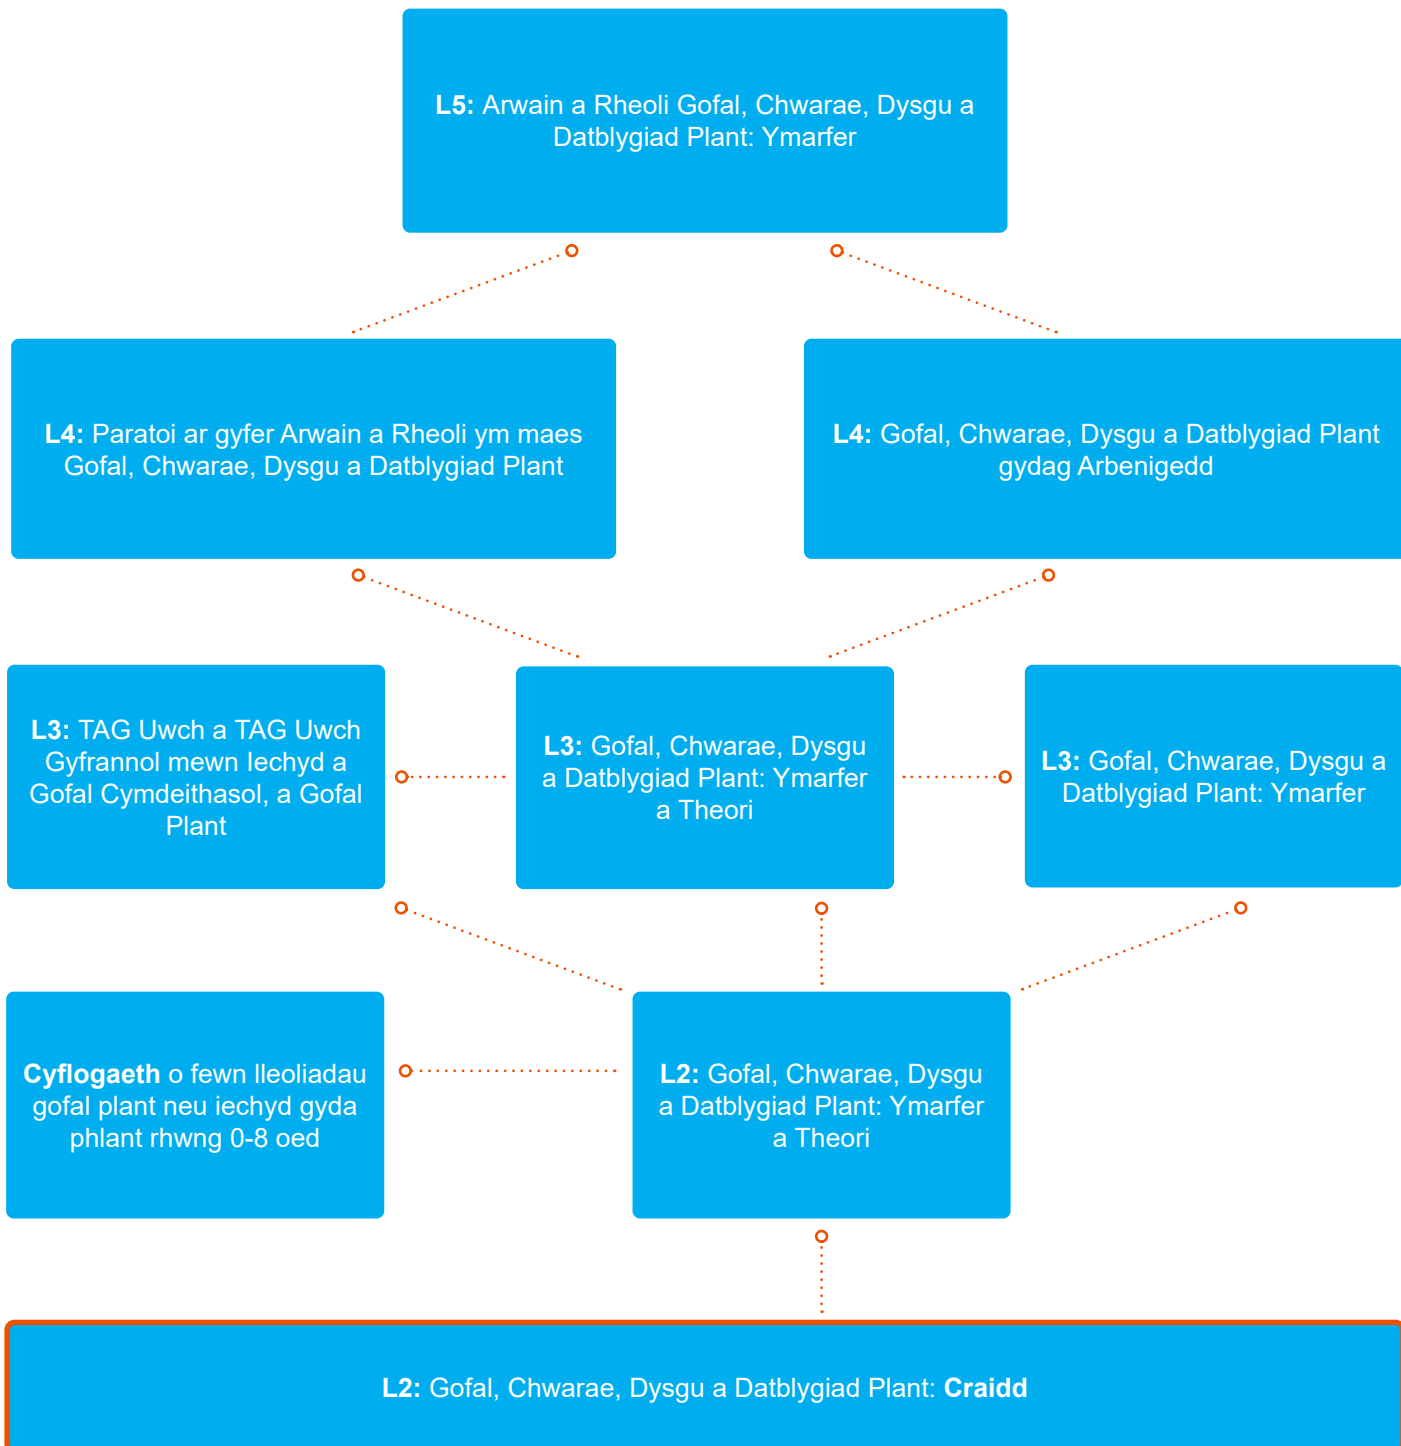 L5: Arwain a Rheoli Gofal, Chwarae, Dysgu a
Datblygiad Plant: Ymarfer
L4: Paratoi ar gyfer Arwain a Rheoli ym maes
Gofal, Chwarae, Dysgu a Datblygiad Plant
L4: Gofal, Chwarae, Dysgu a Datblygiad Plant
gydag Arbenigedd
L3: TAG Uwch a TAG Uwch
Gyfrannol mewn Iechyd a
Gofal Cymdeithasol, a Gofal
Plant
L3: Gofal, Chwarae, Dysgu
a Datblygiad Plant: Ymarfer
a Theori
L3: Gofal, Chwarae, Dysgu a
Datblygiad Plant: Ymarfer
Cyflogaeth o fewn lleoliadau
gofal plant neu iechyd gyda
phlant rhwng 0-8 oed
L2: Gofal, Chwarae, Dysgu
a Datblygiad Plant: Ymarfer
a Theori
L2: Gofal, Chwarae, Dysgu a Datblygiad Plant: Craidd